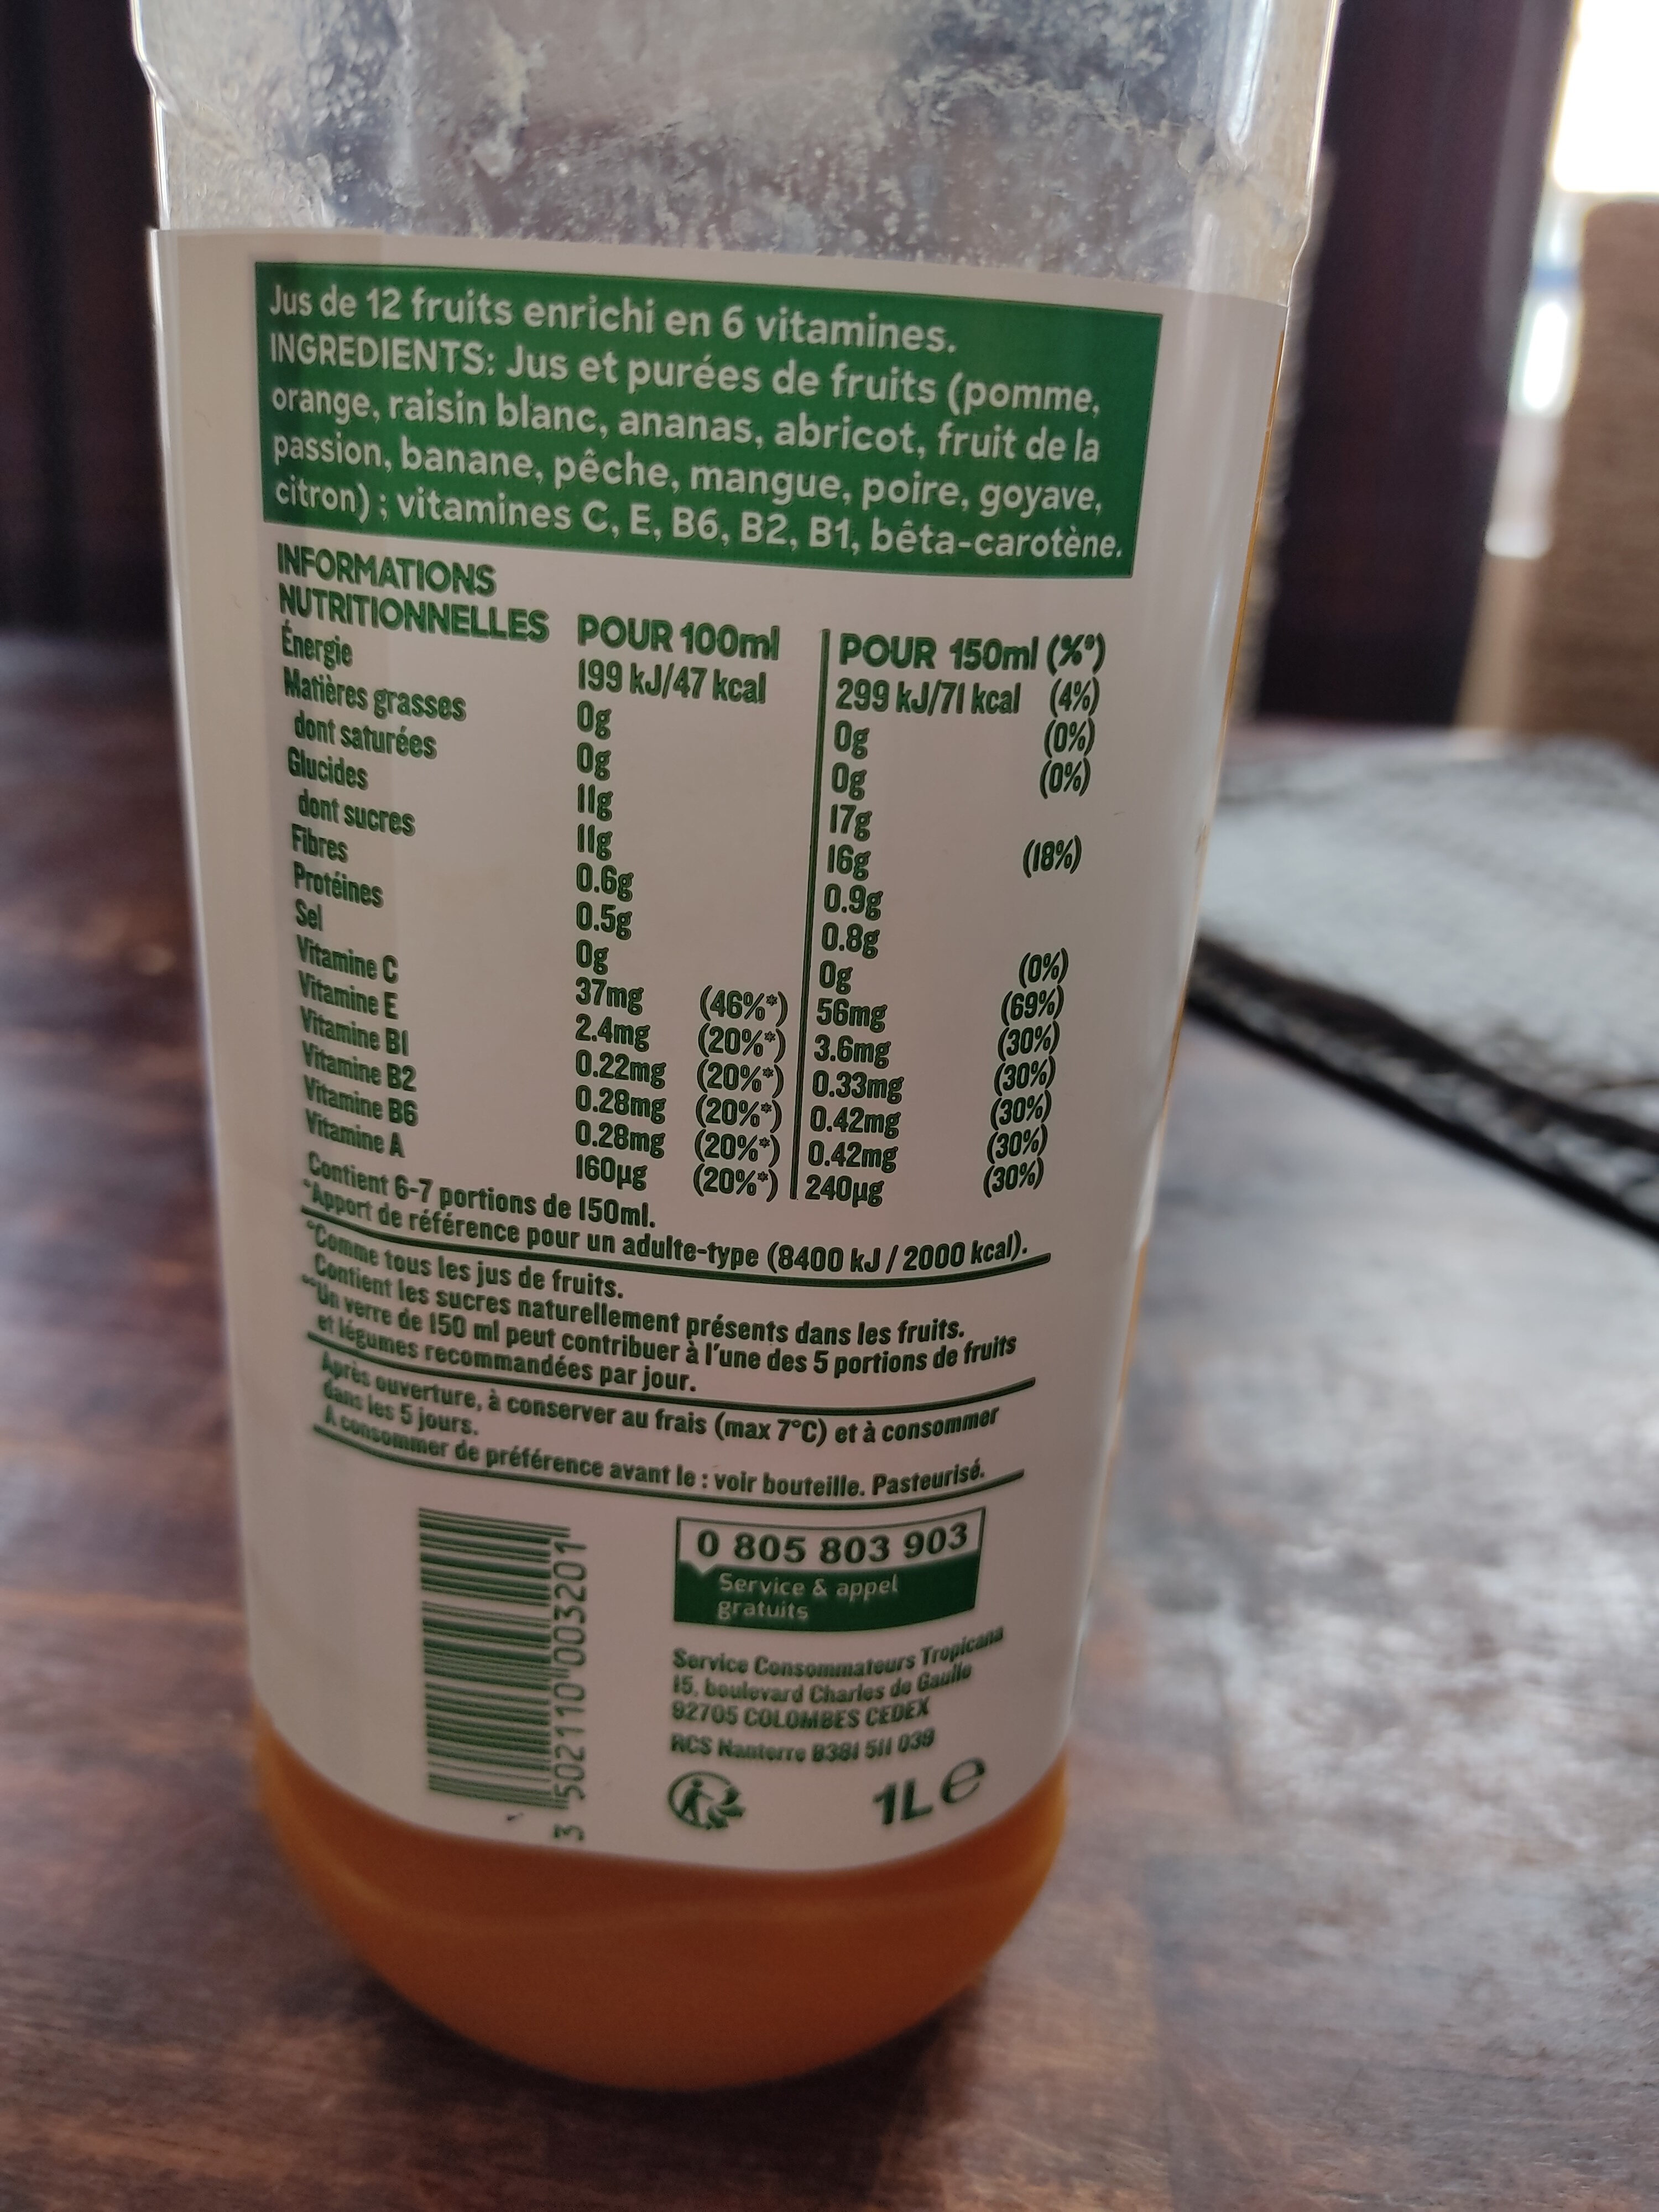 Jus de 12 fruits enrichi en 6 vitamines.
INGREDIENTS: Jus et purées de fruits (pomme,
orange, raisin blanc, ananas, abricot, fruit de la
passion, banane, pêche, mangue, poire, goyave,
citron) ; vitamines C, E, B6, B2, B1, bêta-carotène.
INFORMATIONS
NUTRITIONNELLES POUR 100ml POUR 150ml (%*)
Énergie 199 kJ/47 kcal 299 kJ/71 kcal (4%)
Matières grasses 0g 0g (0%)
dont saturées 0g 0g (0%)
Glucides 11g 17g
dont sucres 11g 16g (18%)
Fibres 0.6g 0.9g
Protéines 0.5g 0.8g
Sel 0g 0g (0%)
Vitamine C 37mg (46%*) 56mg (69%)
Vitamine E 2.4mg (20%*) 3.6mg (30%)
Vitamine B1 0.22mg (20%*) 0.33mg (30%)
Vitamine B2 0.28mg (20%*) 0.42mg (30%)
Vitamine B6 0.28mg (20%*) 0.42mg (30%)
Vitamine A 160µg (20%*) 240µg (30%)
Contient 6-7 portions de 150ml.
*Apport de référence pour un adulte-type (8400 kJ / 2000 kcal).
°Comme tous les jus de fruits.
Contient les sucres naturellement présents dans les fruits.
°°Un verre de 150 ml peut contribuer à l'une des 5 portions de fruits
et légumes recommandées par jour.
Après ouverture, à conserver au frais (max 7°C) et à consommer
dans les 5 jours.
A consommer de préférence avant le : voir bouteille. Pasteurisé.
3 502110 003201
0 805 803 903
Service & appel
gratuits
Service Consommateurs Tropicana
15, boulevard Charles de Gaulle
92705 COLOMBES CEDEX
RCS Nanterre B381 511 039
1L e